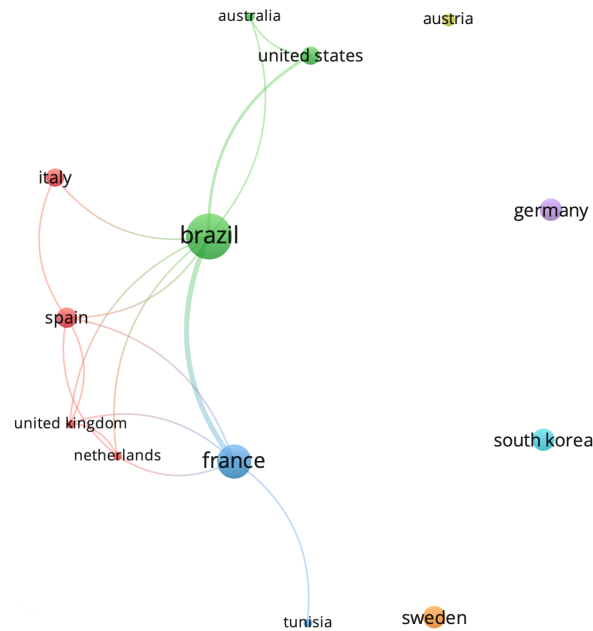 australia
austria
united states
italy
germany
brazil
spain
united kingdom
south korea
netherlands
france
sweden
tunisia